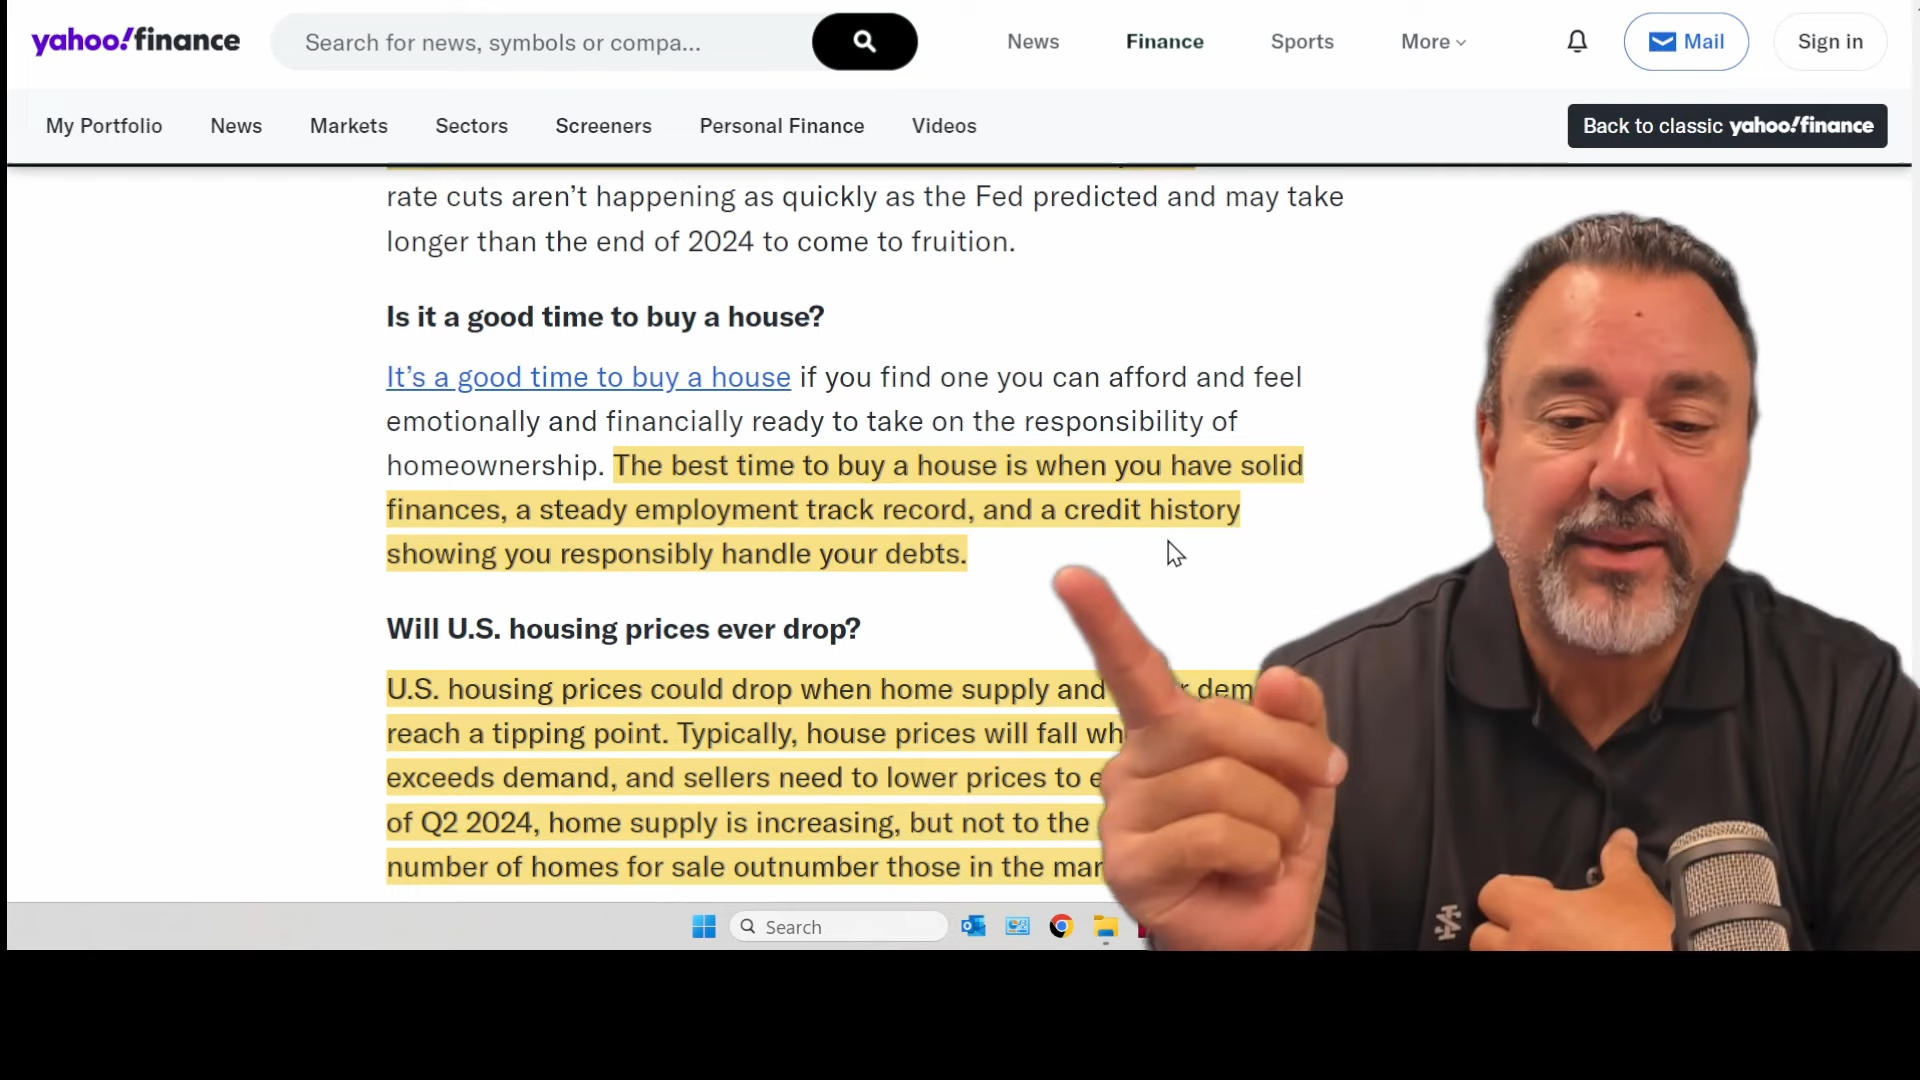 yahoo!finance
Search for news, symbols or compa...
News
Finance
Sports
More
Mail
Sign in
My Portfolio
News
Markets
Sectors
Screeners
Personal Finance
Videos
Back to classic yahoo!finance
rate cuts aren’t happening as quickly as the Fed predicted and may take
longer than the end of 2024 to come to fruition.
Is it a good time to buy a house?
It’s a good time to buy a house if you find one you can afford and feel
emotionally and financially ready to take on the responsibility of
homeownership. The best time to buy a house is when you have solid
finances, a steady employment track record, and a credit history
showing you responsibly handle your debts.
Will U.S. housing prices ever drop?
U.S. housing prices could drop when home supply and
reach a tipping point. Typically, house prices will fall
exceeds demand, and sellers need to lower prices to
of Q2 2024, home supply is increasing, but not to the
number of homes for sale outnumber those in the
Search